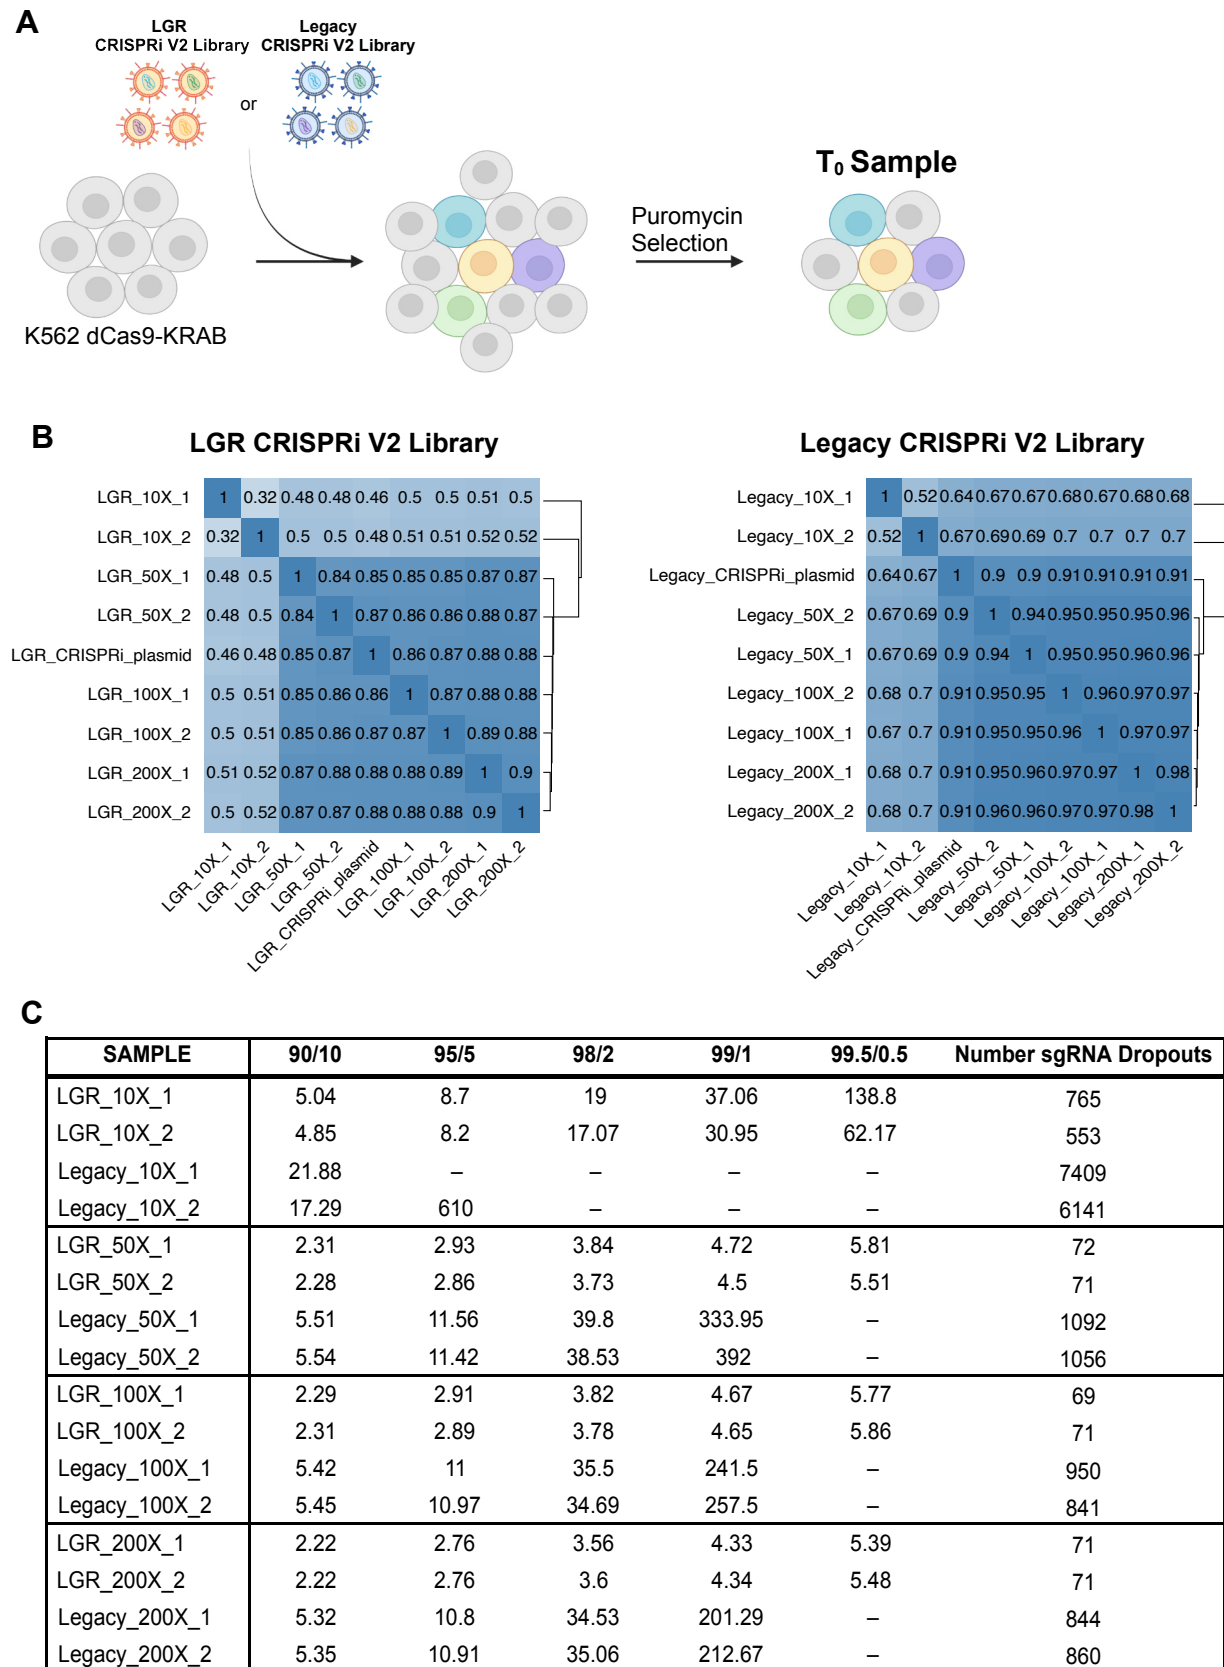 A
LGR
CRISPRi V2 Library
Legacy
CRISPRi V2 Library
or
K562 dCas9-KRAB
Puromycin
Selection
T0 Sample
B
LGR CRISPRi V2 Library
LGR_10X_1 1 0.32 0.48 0.48 0.46 0.5 0.5 0.51 0.5
LGR_10X_2 0.32 1 0.5 0.5 0.48 0.51 0.51 0.52 0.52
LGR_50X_1 0.48 0.5 1 0.84 0.85 0.85 0.85 0.87 0.87
LGR_50X_2 0.48 0.5 0.84 1 0.87 0.86 0.86 0.88 0.87
LGR_CRISPRi_plasmid 0.46 0.48 0.85 0.87 1 0.86 0.87 0.88 0.88
LGR_100X_1 0.5 0.51 0.85 0.86 0.86 1 0.87 0.88 0.88
LGR_100X_2 0.5 0.51 0.85 0.86 0.87 0.87 1 0.89 0.88
LGR_200X_1 0.51 0.52 0.87 0.88 0.88 0.88 0.89 1 0.9
LGR_200X_2 0.5 0.52 0.87 0.87 0.88 0.88 0.88 0.9 1
LGR_10X_1
LGR_10X_2
LGR_50X_1
LGR_50X_2
LGR_CRISPRi_plasmid
LGR_100X_1
LGR_100X_2
LGR_200X_1
LGR_200X_2
Legacy CRISPRi V2 Library
Legacy_10X_1 1 0.52 0.64 0.67 0.67 0.68 0.67 0.68 0.68
Legacy_10X_2 0.52 1 0.67 0.69 0.69 0.7 0.7 0.7 0.7
Legacy_CRISPRi_plasmid 0.64 0.67 1 0.9 0.9 0.91 0.91 0.91 0.91
Legacy_50X_2 0.67 0.69 0.9 1 0.94 0.95 0.95 0.95 0.96
Legacy_50X_1 0.67 0.69 0.9 0.94 1 0.95 0.95 0.96 0.96
Legacy_100X_2 0.68 0.7 0.91 0.95 0.95 1 0.96 0.97 0.97
Legacy_100X_1 0.67 0.7 0.91 0.95 0.95 0.96 1 0.97 0.97
Legacy_200X_1 0.68 0.7 0.91 0.95 0.96 0.97 0.97 1 0.98
Legacy_200X_2 0.68 0.7 0.91 0.96 0.96 0.97 0.97 0.98 1
Legacy_10X_1
Legacy_10X_2
Legacy_CRISPRi_plasmid
Legacy_50X_2
Legacy_50X_1
Legacy_100X_2
Legacy_100X_1
Legacy_200X_1
Legacy_200X_2
C
SAMPLE 90/10 95/5 98/2 99/1 99.5/0.5 Number sgRNA Dropouts
LGR_10X_1 5.04 8.7 19 37.06 138.8 765
LGR_10X_2 4.85 8.2 17.07 30.95 62.17 553
Legacy_10X_1 21.88 – – – – 7409
Legacy_10X_2 17.29 610 – – – 6141
LGR_50X_1 2.31 2.93 3.84 4.72 5.81 72
LGR_50X_2 2.28 2.86 3.73 4.5 5.51 71
Legacy_50X_1 5.51 11.56 39.8 333.95 – 1092
Legacy_50X_2 5.54 11.42 38.53 392 – 1056
LGR_100X_1 2.29 2.91 3.82 4.67 5.77 69
LGR_100X_2 2.31 2.89 3.78 4.65 5.86 71
Legacy_100X_1 5.42 11 35.5 241.5 – 950
Legacy_100X_2 5.45 10.97 34.69 257.5 – 841
LGR_200X_1 2.22 2.76 3.56 4.33 5.39 71
LGR_200X_2 2.22 2.76 3.6 4.34 5.48 71
Legacy_200X_1 5.32 10.8 34.53 201.29 – 844
Legacy_200X_2 5.35 10.91 35.06 212.67 – 860